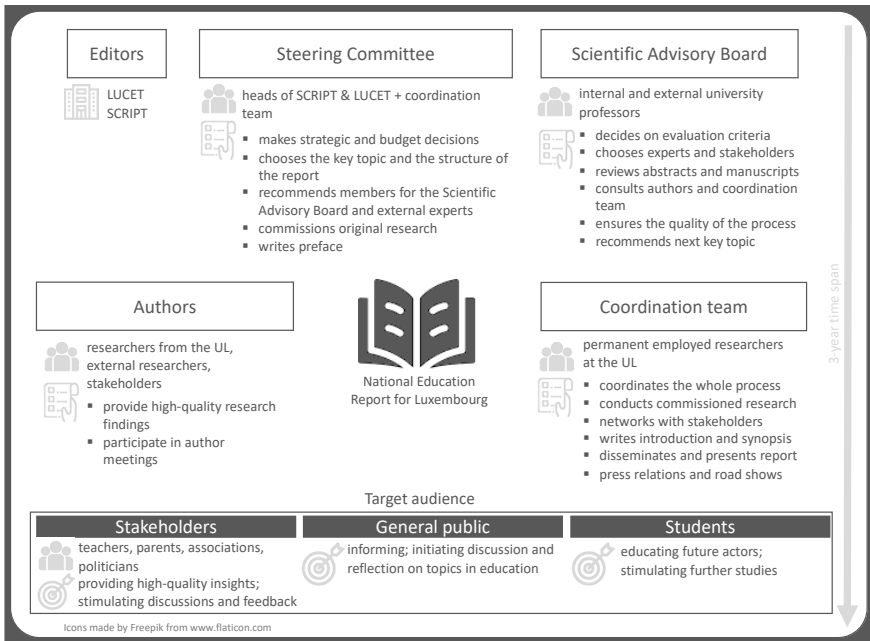 Editors
LUCET
SCRIPT
Steering Committee
heads of SCRIPT & LUCET + coordination
team
▪ makes strategic and budget decisions
▪ chooses the key topic and the structure of
the report
▪ recommends members for the Scientific
Advisory Board and external experts
▪ commissions original research
▪ writes preface
Scientific Advisory Board
internal and external university
professors
▪ decides on evaluation criteria
▪ chooses experts and stakeholders
▪ reviews abstracts and manuscripts
▪ consults authors and coordination
team
▪ ensures the quality of the process
▪ recommends next key topic
Authors
researchers from the UL,
external researchers,
stakeholders
▪ provide high-quality research
findings
▪ participate in author
meetings
National Education
Report for Luxembourg
Coordination team
permanent employed researchers
at the UL
▪ coordinates the whole process
▪ conducts commissioned research
▪ networks with stakeholders
▪ writes introduction and synopsis
▪ disseminates and presents report
▪ press relations and road shows
3-year time span
Target audience
Stakeholders
teachers, parents, associations,
politicians
providing high-quality insights;
stimulating discussions and feedback
General public
informing; initiating discussion and
reflection on topics in education
Students
educating future actors;
stimulating further studies
Icons made by Freepik from www.flaticon.com